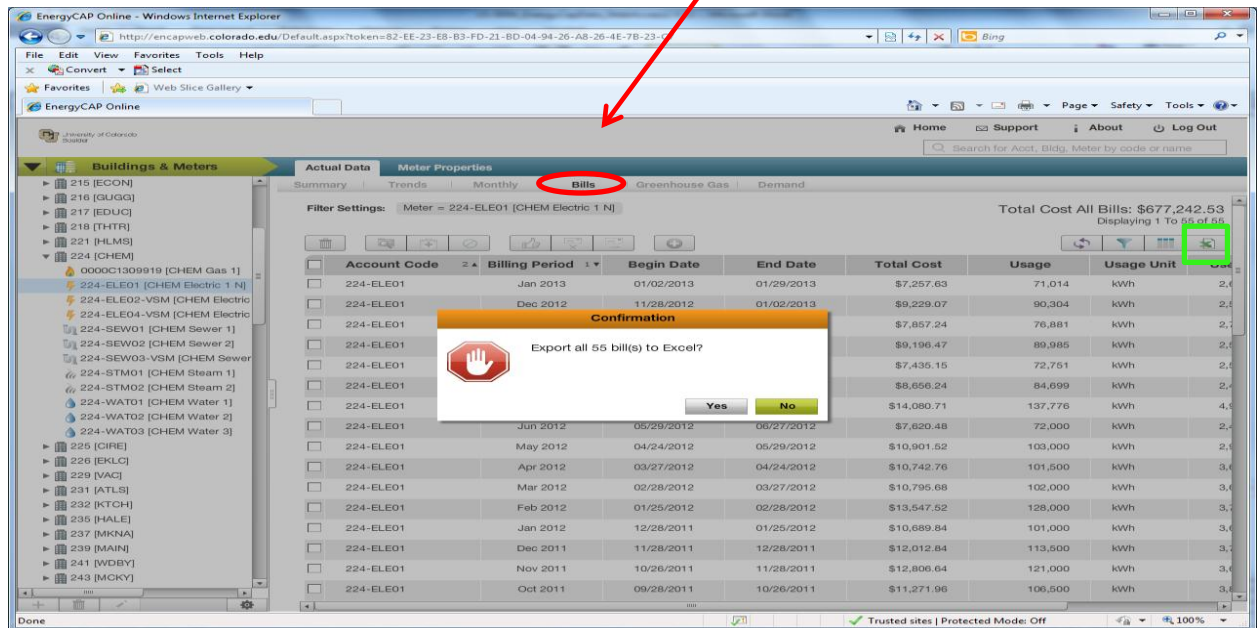 EnergyCAP Online - Windows Internet Explorer
http://encapweb.colorado.edu/Default.aspx?token=82-EE-23-E8-B3-FD-21-BD-04-94-26-A8-26-4E-7B-23-
Bing
File Edit View Favorites Tools Help
Convert Select
Favorites Web Slice Gallery
EnergyCAP Online
Page Safety Tools
University of Colorado
Boulder
Home Support About Log Out
Search for Acct, Bldg, Meter by code or name
Buildings & Meters
Actual Data Meter Properties
Summary Trends Monthly Bills Greenhouse Gas Demand
Filter Settings: Meter = 224-ELE01 [CHEM Electric 1 N]
Total Cost All Bills: $677,242.53
Displaying 1 To 55 of 55
215 [ECON]
216 [GUGG]
217 [EDUC]
218 [THTR]
221 [HLMS]
224 [CHEM]
0000C1309919 [CHEM Gas 1]
224-ELE01 [CHEM Electric 1 N]
224-ELE02-VSM [CHEM Electric
224-ELE04-VSM [CHEM Electric
224-SEW01 [CHEM Sewer 1]
224-SEW02 [CHEM Sewer 2]
224-SEW03-VSM [CHEM Sewer
224-STM01 [CHEM Steam 1]
224-STM02 [CHEM Steam 2]
224-WAT01 [CHEM Water 1]
224-WAT02 [CHEM Water 2]
224-WAT03 [CHEM Water 3]
225 [CIRE]
226 [EKLC]
229 [VAC]
231 [ATLS]
232 [KTCH]
235 [HALE]
237 [MKNA]
239 [MAIN]
241 [WDBY]
243 [MCKY]
Account Code 2 Billing Period 1 Begin Date End Date Total Cost Usage Usage Unit
224-ELE01 Jan 2013 01/02/2013 01/29/2013 $7,257.63 71,014 kWh
224-ELE01 Dec 2012 11/28/2012 01/02/2013 $9,229.07 90,304 kWh
224-ELE01 $7,857.24 76,881 kWh
224-ELE01 $9,196.47 89,985 kWh
224-ELE01 $7,435.15 72,751 kWh
224-ELE01 $8,656.24 84,699 kWh
224-ELE01 $14,080.71 137,776 kWh
224-ELE01 Jun 2012 05/29/2012 06/27/2012 $7,620.48 72,000 kWh
224-ELE01 May 2012 04/24/2012 05/29/2012 $10,901.52 103,000 kWh
224-ELE01 Apr 2012 03/27/2012 04/24/2012 $10,742.76 101,500 kWh
224-ELE01 Mar 2012 02/28/2012 03/27/2012 $10,795.68 102,000 kWh
224-ELE01 Feb 2012 01/25/2012 02/28/2012 $13,547.52 128,000 kWh
224-ELE01 Jan 2012 12/28/2011 01/25/2012 $10,689.84 101,000 kWh
224-ELE01 Dec 2011 11/28/2011 12/28/2011 $12,012.84 113,500 kWh
224-ELE01 Nov 2011 10/26/2011 11/28/2011 $12,806.64 121,000 kWh
224-ELE01 Oct 2011 09/28/2011 10/26/2011 $11,271.96 106,500 kWh
Confirmation
Export all 55 bill(s) to Excel?
Yes No
Done
Trusted sites | Protected Mode: Off
100%